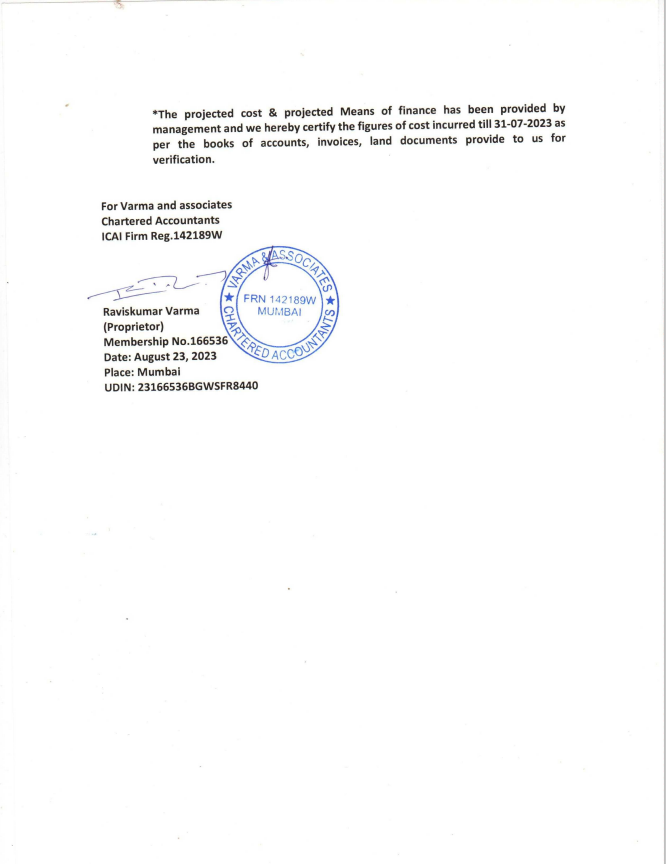 *The projected cost & projected Means of finance has been provided by
management and we hereby certify the figures of cost incurred till 31-07-2023 as
per the books of accounts, invoices, land documents provide to us for
verification.
For Varma and associates
Chartered Accountants
ICAI Firm Reg.142189W
VARMA & ASSOCIATES
FRN 142189W
MUMBAI
CHARTERED ACCOUNTANTS
Raviskumar Varma
(Proprietor)
Membership No.166536
Date: August 23, 2023
Place: Mumbai
UDIN: 23166536BGWSFR8440